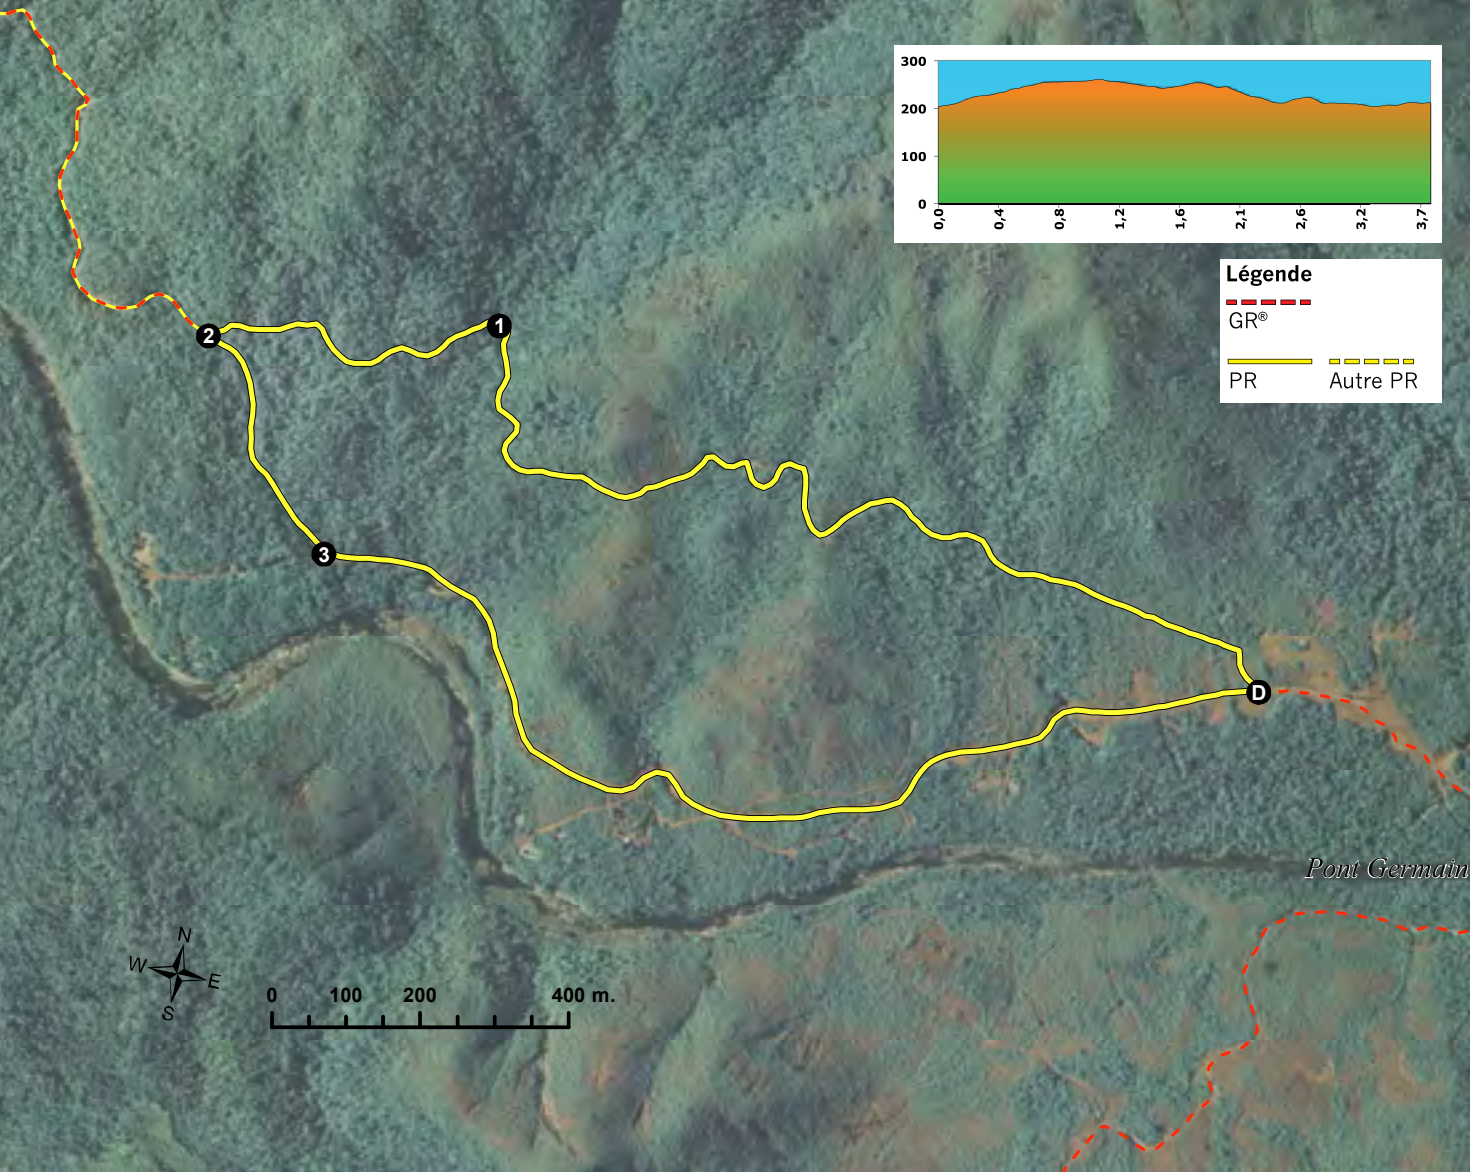 300
200
100
0
0,0 0,4 0,8 1,2 1,6 2,1 2,6 3,2 3,7
Légende
GR®
PR Autre PR
1
2
3
D
Pont Germain
N
W E
S
0 100 200 400 m.